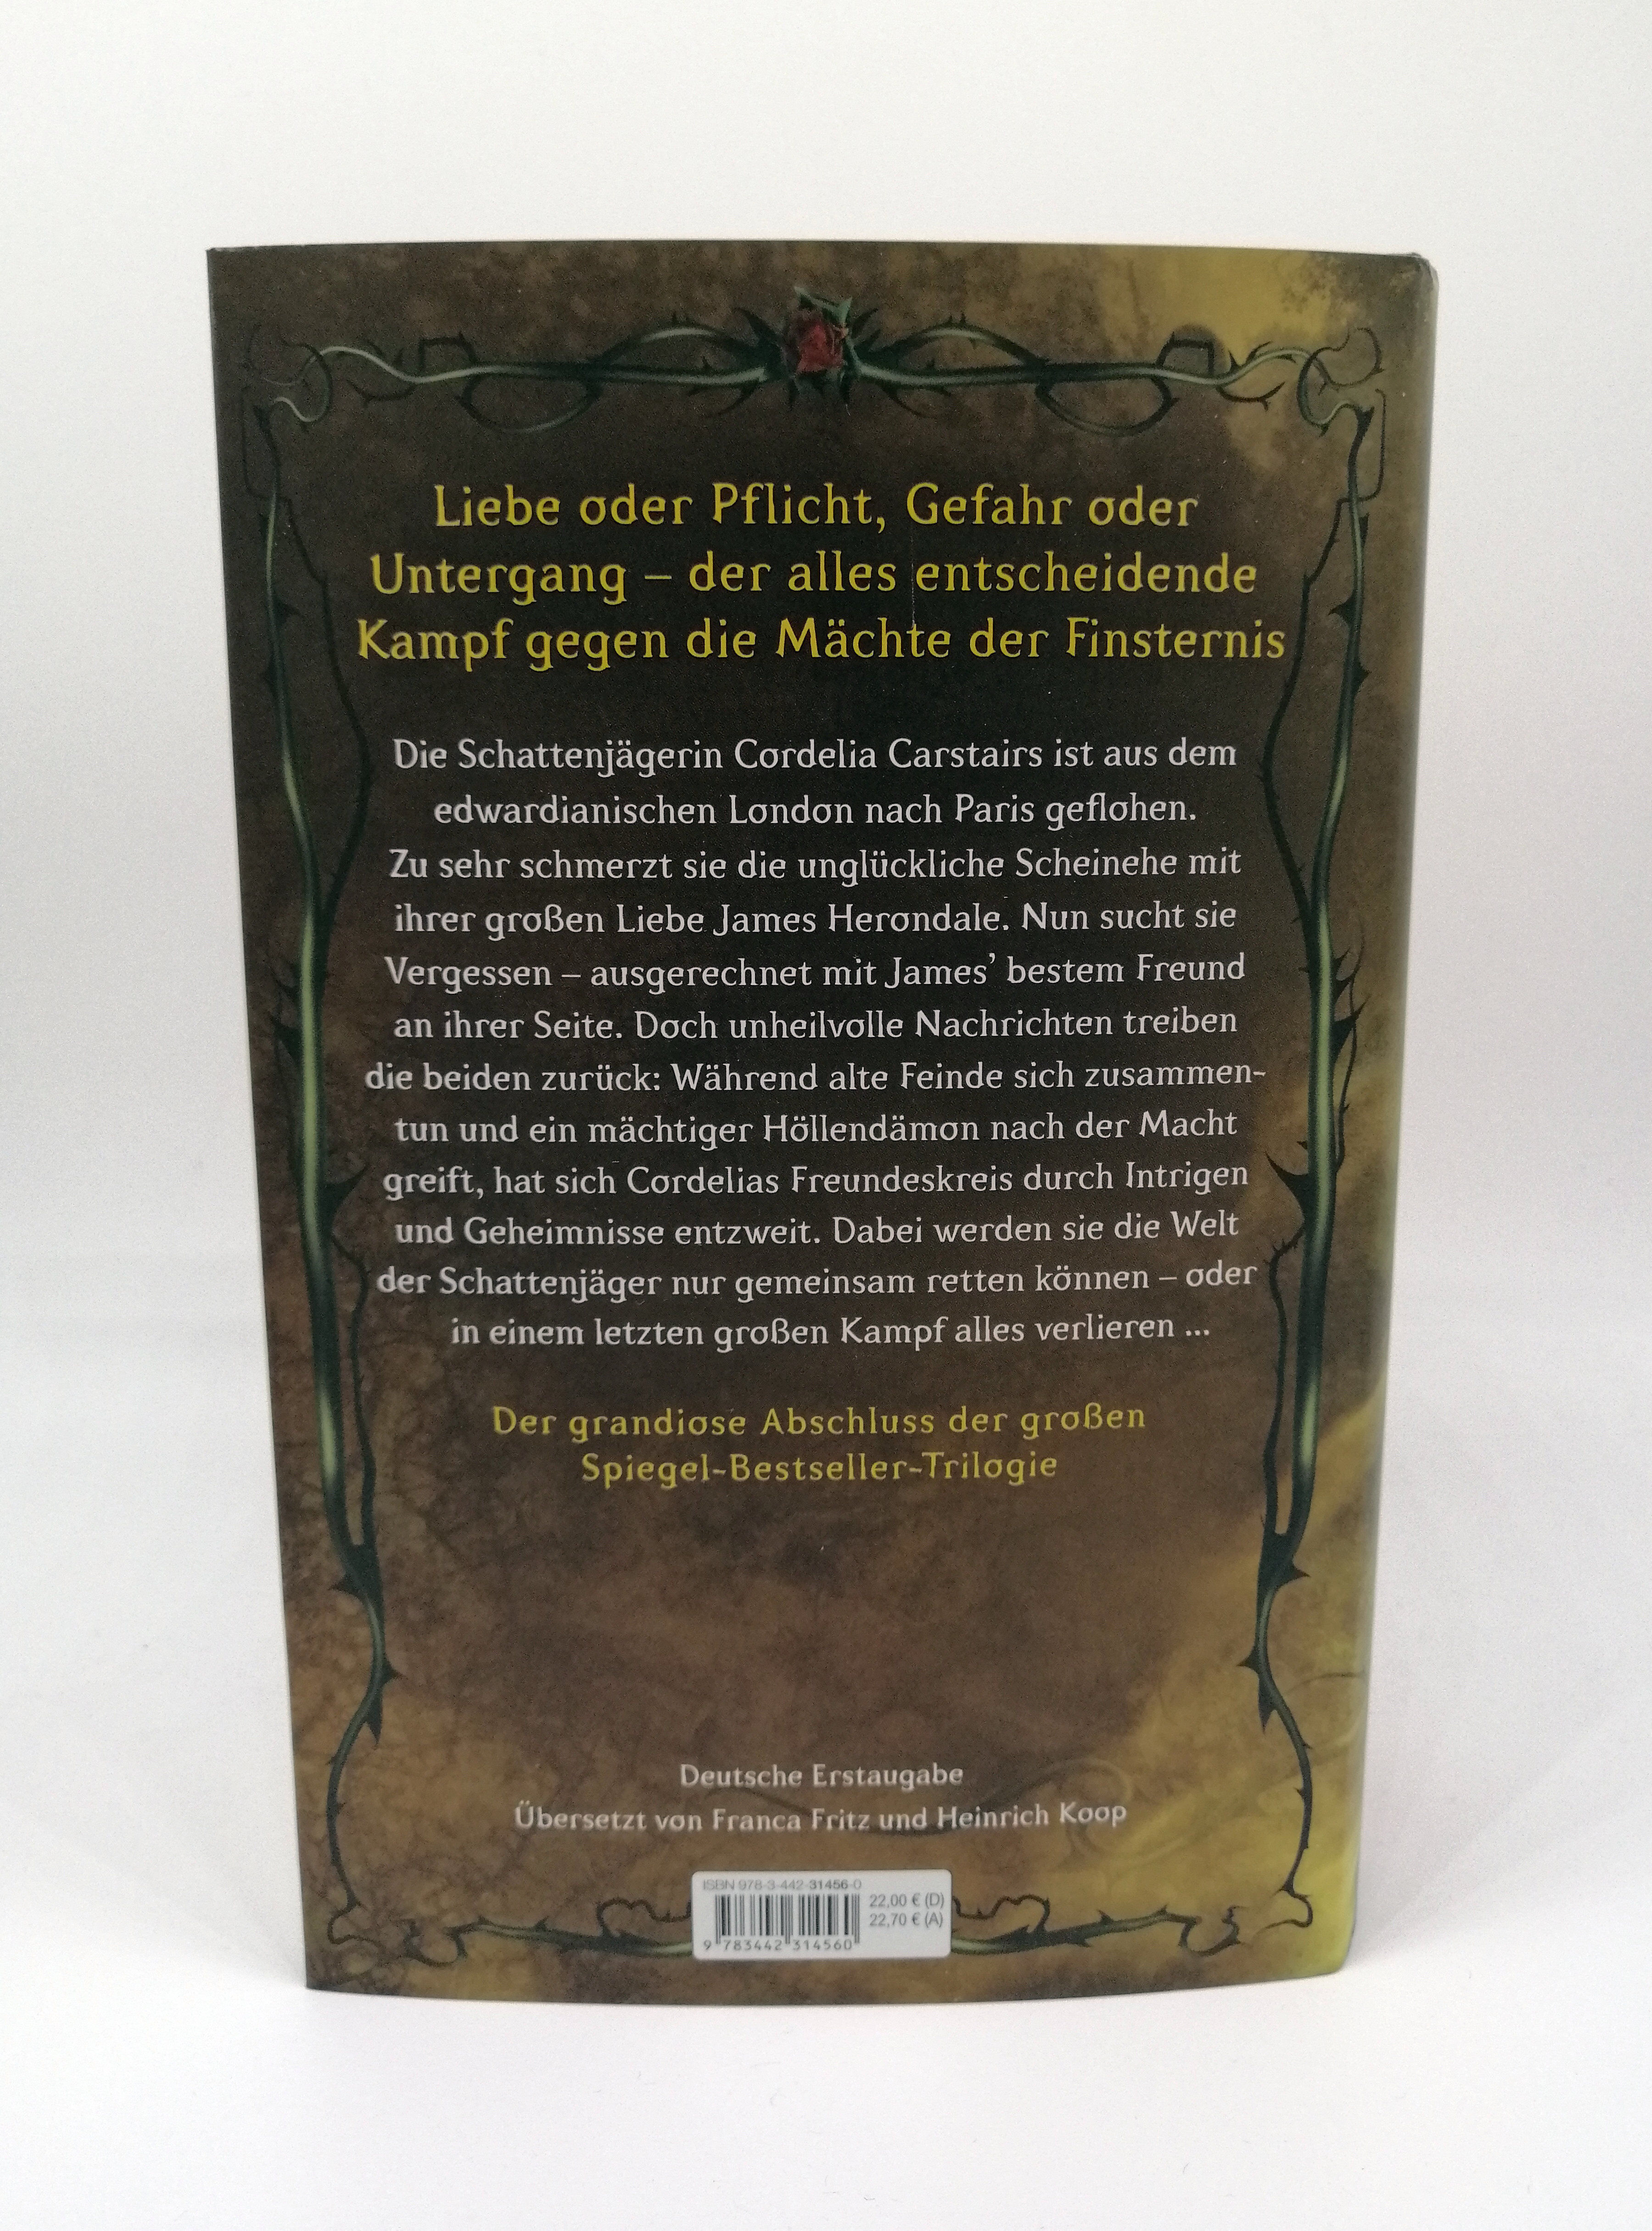 Liebe oder Pflicht, Gefahr oder
Untergang – der alles entscheidende
Kampf gegen die Mächte der Finsternis
Die Schattenjägerin Cordelia Carstairs ist aus dem
edwardianischen London nach Paris geflohen.
Zu sehr schmerzt sie die unglückliche Scheinehe mit
ihrer großen Liebe James Herondale. Nun sucht sie
Vergessen – ausgerechnet mit James’ bestem Freund
an ihrer Seite. Doch unheilvolle Nachrichten treiben
die beiden zurück: Während alte Feinde sich zusammen-
tun und ein mächtiger Höllendämon nach der Macht
greift, hat sich Cordelias Freundeskreis durch Intrigen
und Geheimnisse entzweit. Dabei werden sie die Welt
der Schattenjäger nur gemeinsam retten können – oder
in einem letzten großen Kampf alles verlieren ...
Der grandiose Abschluss der großen
Spiegel-Bestseller-Trilogie
Deutsche Erstaugabe
Übersetzt von Franca Fritz und Heinrich Koop
ISBN 978-3-442-31456-0
22,00 € (D)
22,70 € (A)
9 783442 314560